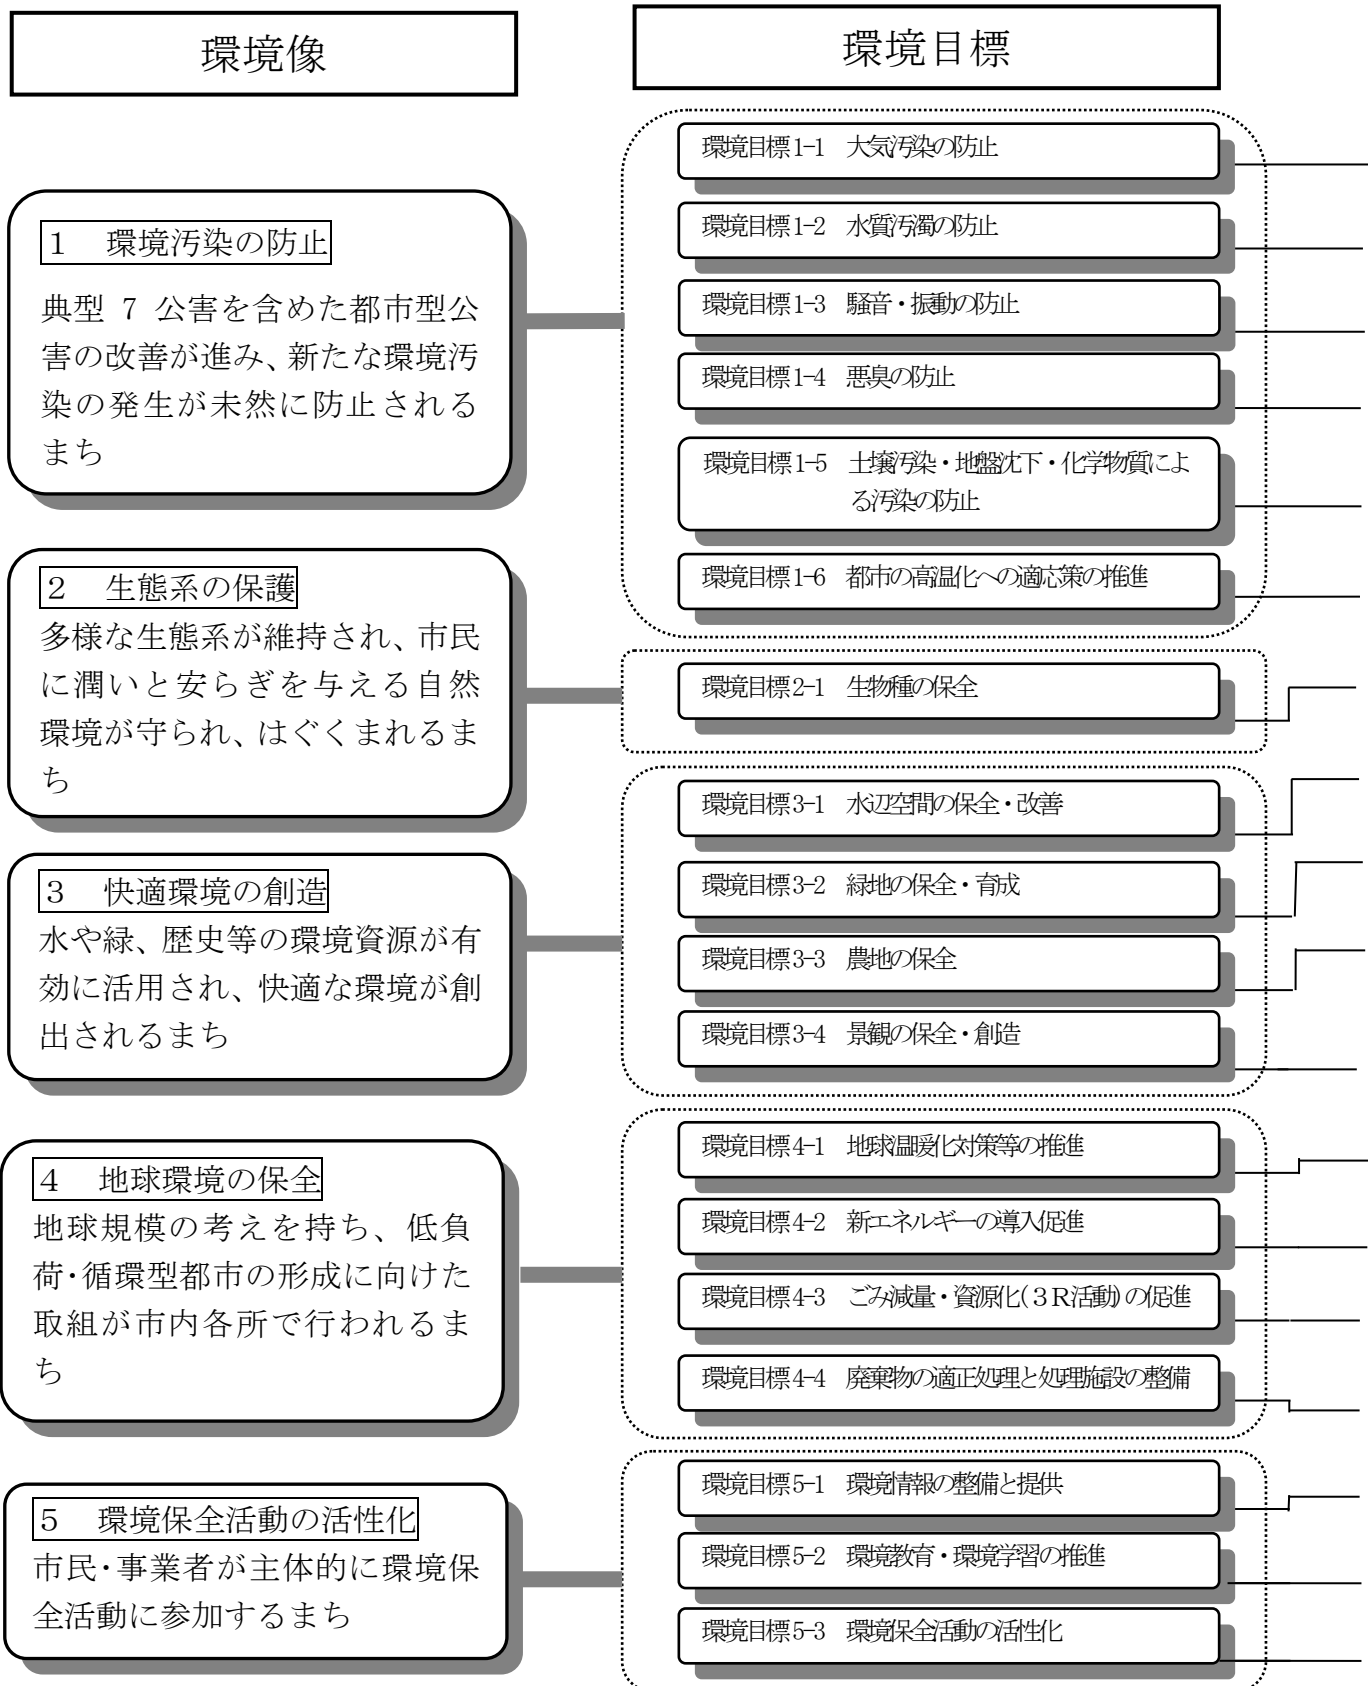 環境像
環境目標
1　環境汚染の防止
典型 7 公害を含めた都市型公
害の改善が進み、新たな環境汚
染の発生が未然に防止される
まち
環境目標1-1　大気汚染の防止
環境目標1-2　水質汚濁の防止
環境目標1-3　騒音・振動の防止
環境目標1-4　悪臭の防止
環境目標1-5　土壌汚染・地盤沈下・化学物質によ
る汚染の防止
環境目標1-6　都市の高温化への適応策の推進
2　生態系の保護
多様な生態系が維持され、市民
に潤いと安らぎを与える自然
環境が守られ、はぐくまれるま
ち
環境目標2-1　生物種の保全
3　快適環境の創造
水や緑、歴史等の環境資源が有
効に活用され、快適な環境が創
出されるまち
環境目標3-1　水辺空間の保全・改善
環境目標3-2　緑地の保全・育成
環境目標3-3　農地の保全
環境目標3-4　景観の保全・創造
4　地球環境の保全
地球規模の考えを持ち、低負
荷・循環型都市の形成に向けた
取組が市内各所で行われるま
ち
環境目標4-1　地球温暖化対策等の推進
環境目標4-2　新エネルギーの導入促進
環境目標4-3　ごみ減量・資源化(３Ｒ活動)の促進
環境目標4-4　廃棄物の適正処理と処理施設の整備
5　環境保全活動の活性化
市民・事業者が主体的に環境保
全活動に参加するまち
環境目標5-1　環境情報の整備と提供
環境目標5-2　環境教育・環境学習の推進
環境目標5-3　環境保全活動の活性化